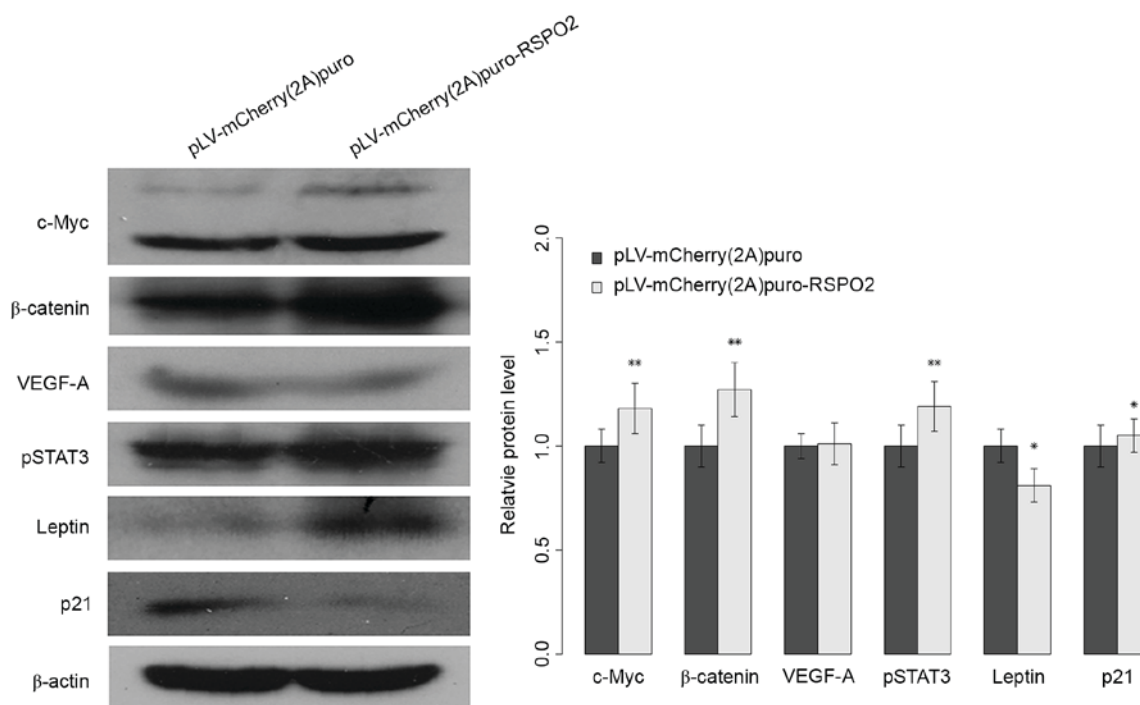 pLV-mCherry(2A)puro
pLV-mCherry(2A)puro-RSPO2
c-Myc
β-catenin
VEGF-A
pSTAT3
Leptin
p21
β-actin
Relatvie protein level
2.0
1.5
1.0
0.5
0.0
pLV-mCherry(2A)puro
pLV-mCherry(2A)puro-RSPO2
**
**
**
*
*
c-Myc
β-catenin
VEGF-A
pSTAT3
Leptin
p21